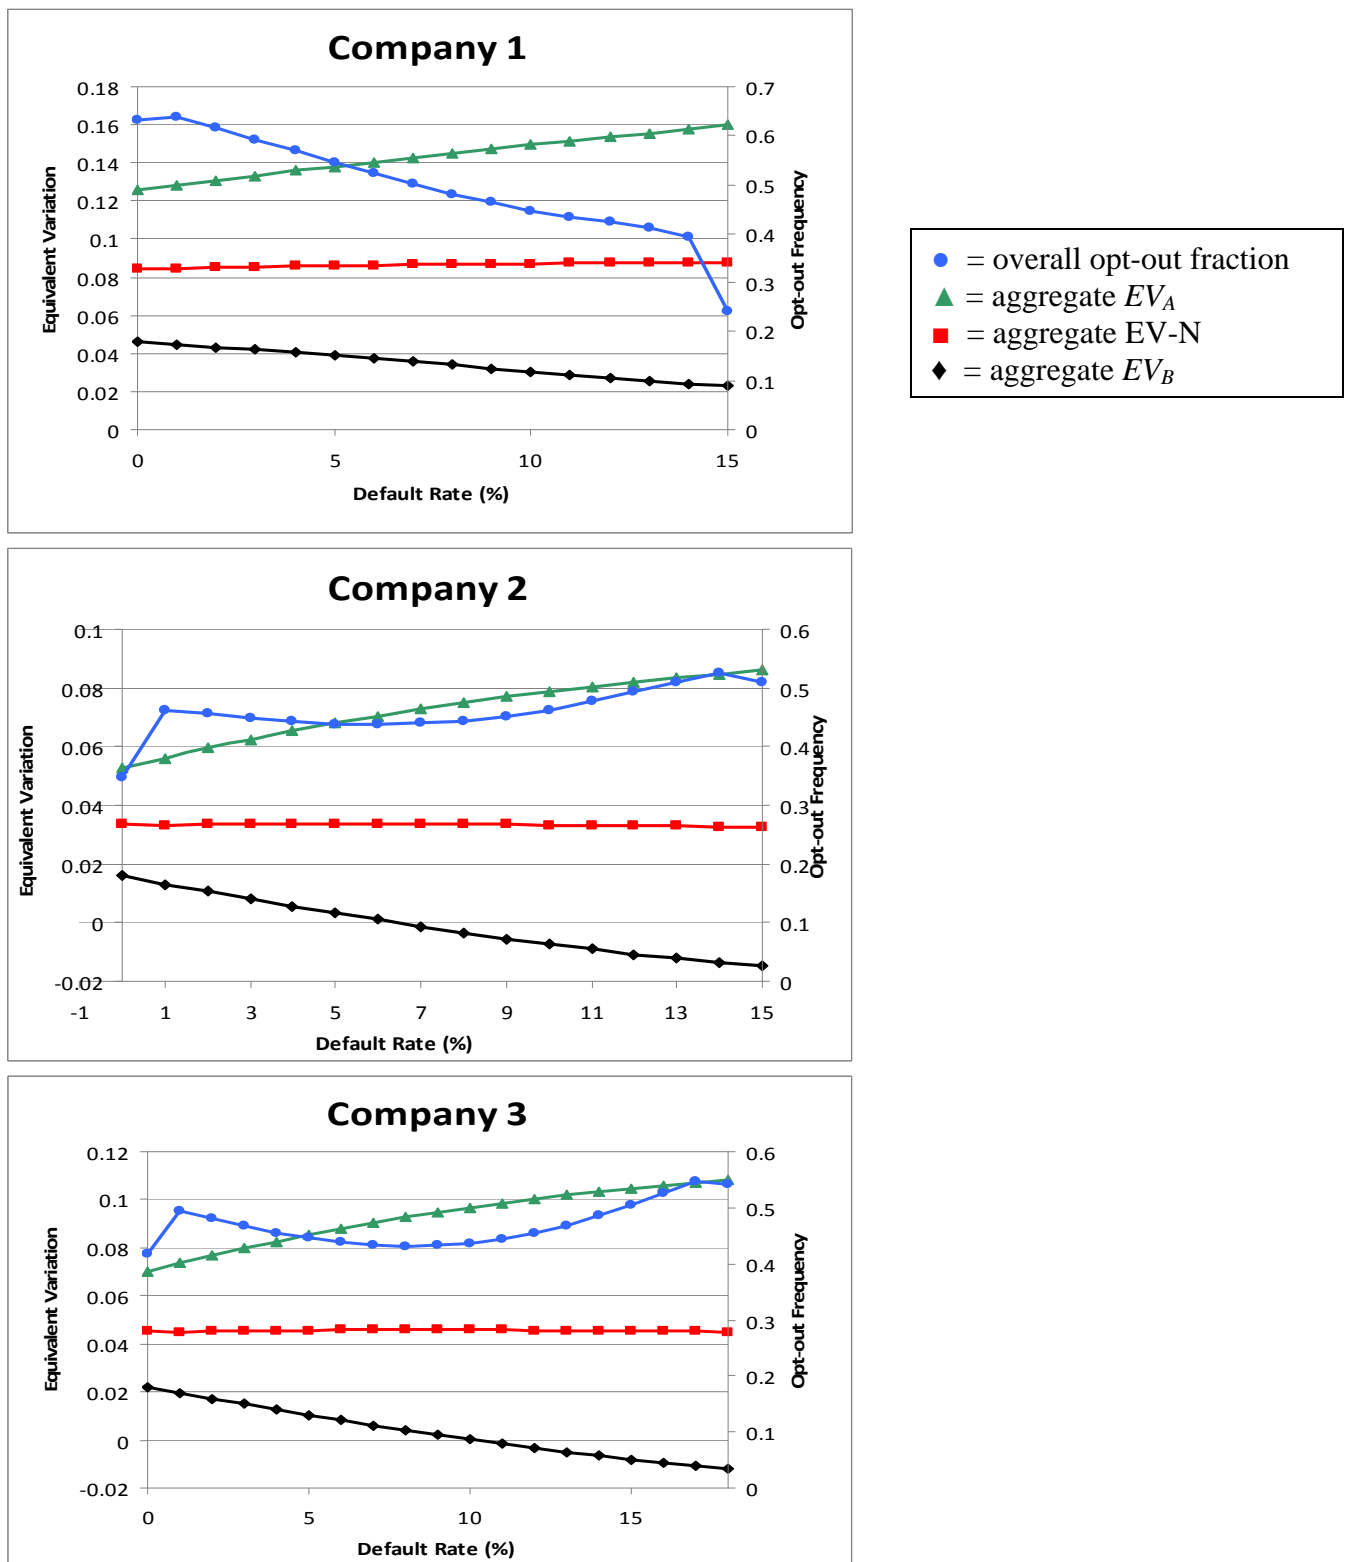 Company 1
0.18
0.16
0.14
0.12
0.1
0.08
0.06
0.04
0.02
0
Equivalent Variation
0.7
0.6
0.5
0.4
0.3
0.2
0.1
0
Opt-out Frequency
0 5 10 15
Default Rate (%)
= overall opt-out fraction
= aggregate EV_A
= aggregate EV-N
= aggregate EV_B
Company 2
0.1
0.08
0.06
0.04
0.02
0
-0.02
Equivalent Variation
0.6
0.5
0.4
0.3
0.2
0.1
0
Opt-out Frequency
-1 1 3 5 7 9 11 13 15
Default Rate (%)
Company 3
0.12
0.1
0.08
0.06
0.04
0.02
0
-0.02
Equivalent Variation
0.6
0.5
0.4
0.3
0.2
0.1
0
Opt-out Frequency
0 5 10 15
Default Rate (%)